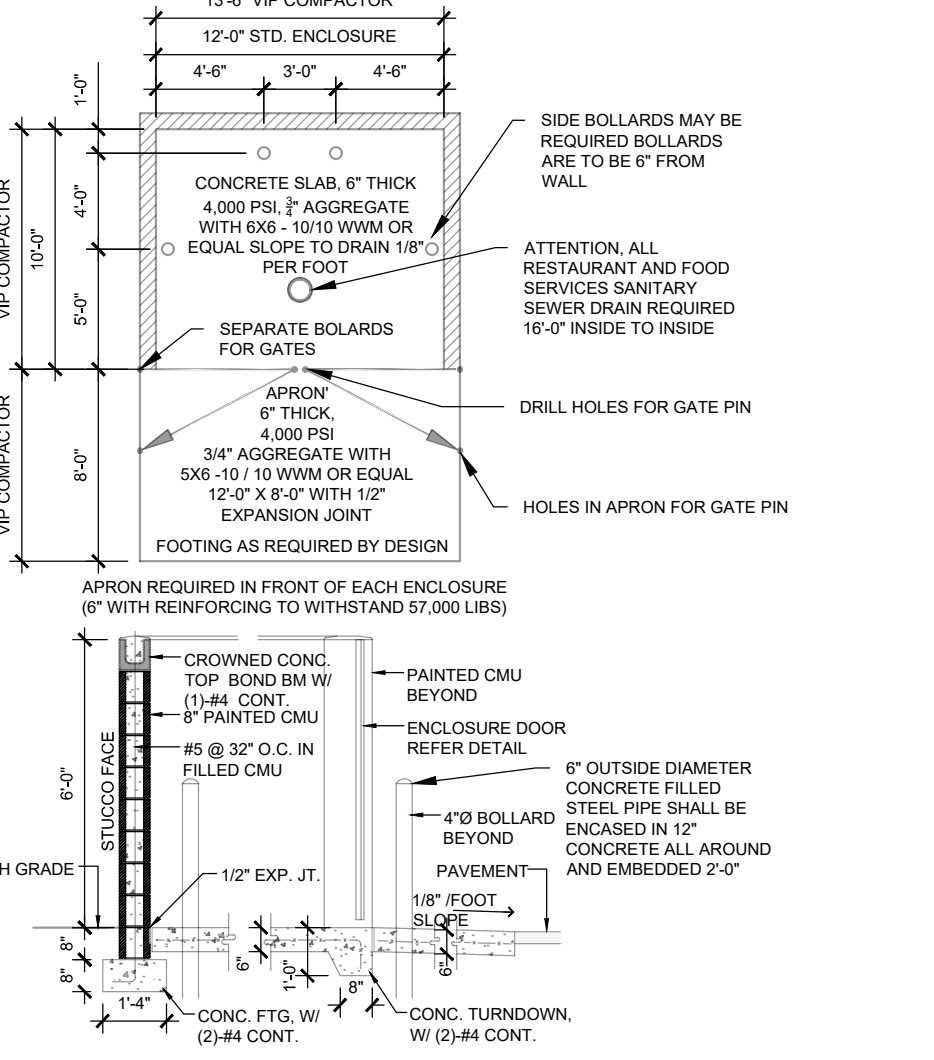 13'-6" VIP COMPACTOR
12'-0" STD. ENCLOSURE
4'-6"
3'-0"
4'-6"
1'-0"
4'-0"
5'-0"
10'-0"
VIP COMPACTOR
8'-0"
VIP COMPACTOR
CONCRETE SLAB, 6" THICK
4,000 PSI, 3/4" AGGREGATE
WITH 6X6 - 10/10 WWM OR
EQUAL SLOPE TO DRAIN 1/8"
PER FOOT
SIDE BOLLARDS MAY BE
REQUIRED BOLLARDS
ARE TO BE 6" FROM
WALL
ATTENTION, ALL
RESTAURANT AND FOOD
SERVICES SANITARY
SEWER DRAIN REQUIRED
16'-0" INSIDE TO INSIDE
SEPARATE BOLARDS
FOR GATES
DRILL HOLES FOR GATE PIN
APRON'
6" THICK,
4,000 PSI
3/4" AGGREGATE WITH
5X6 -10 / 10 WWM OR EQUAL
12'-0" X 8'-0" WITH 1/2"
EXPANSION JOINT
HOLES IN APRON FOR GATE PIN
FOOTING AS REQUIRED BY DESIGN
APRON REQUIRED IN FRONT OF EACH ENCLOSURE
(6" WITH REINFORCING TO WITHSTAND 57,000 LIBS)
CROWNED CONC.
TOP BOND BM W/
(1)-#4 CONT.
8" PAINTED CMU
#5 @ 32" O.C. IN
FILLED CMU
STUCCO FACE
6'-0"
PAINTED CMU
BEYOND
ENCLOSURE DOOR
REFER DETAIL
6" OUTSIDE DIAMETER
CONCRETE FILLED
STEEL PIPE SHALL BE
ENCASED IN 12"
CONCRETE ALL AROUND
AND EMBEDDED 2'-0"
4"Ø BOLLARD
BEYOND
H GRADE
1/2" EXP. JT.
PAVEMENT
1/8" /FOOT
SLOPE
8"
8"
6"
1'-0"
8"
6"
1'-4"
CONC. FTG, W/
(2)-#4 CONT.
CONC. TURNDOWN,
W/ (2)-#4 CONT.